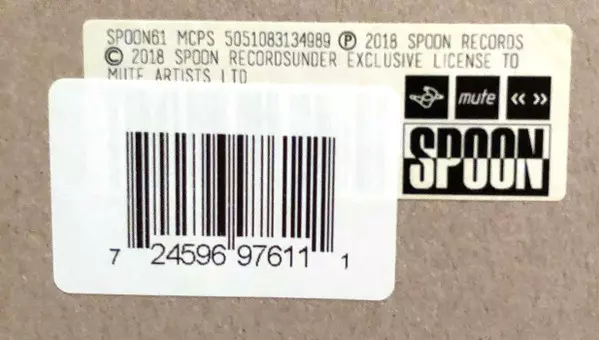 SPOON61 MCPS 5051083134989 Ⓟ 2018 SPOON RECORDS
© 2018 SPOON RECORDSUNDER EXCLUSIVE LICENSE TO
MUTE ARTISTS LTD
mute
SPOON
7 24596 97611 1